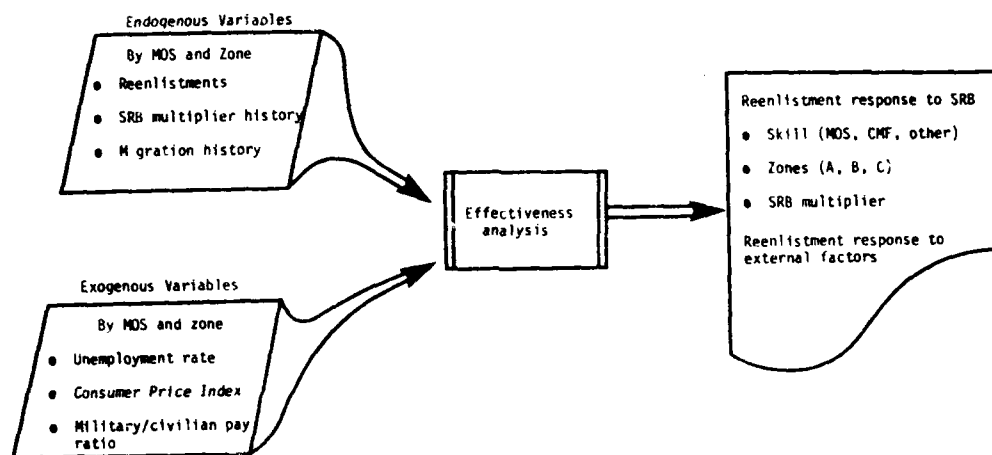 Endogenous Variables
By MOS and Zone
● Reenlistments
● SRB multiplier history
● M gration history
Exogenous Variables
By MOS and zone
● Unemployment rate
● Consumer Price Index
● Military/civilian pay
ratio
Effectiveness
analysis
Reenlistment response to SRB
● Skill (MOS, CMF, other)
● Zones (A, B, C)
● SRB multiplier
Reenlistment response to
external factors